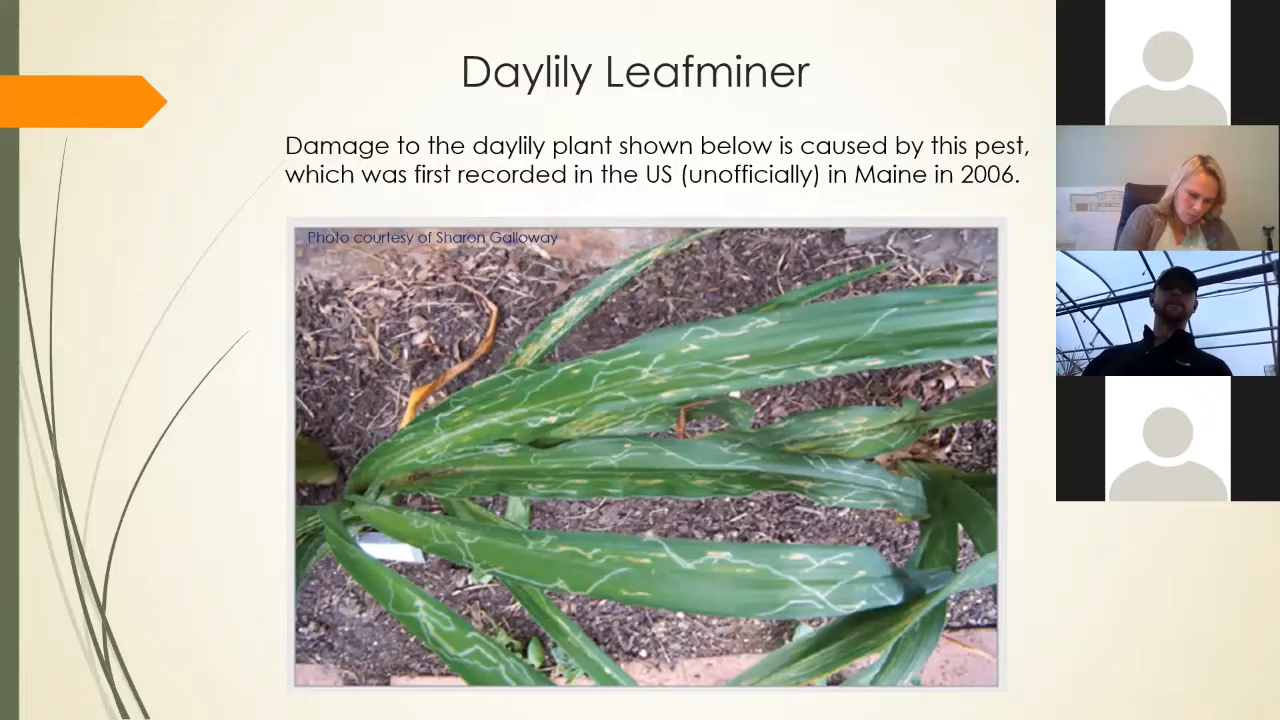 Daylily Leafminer
Damage to the daylily plant shown below is caused by this pest,
which was first recorded in the US (unofficially) in Maine in 2006.
Photo courtesy of Sharon Galloway